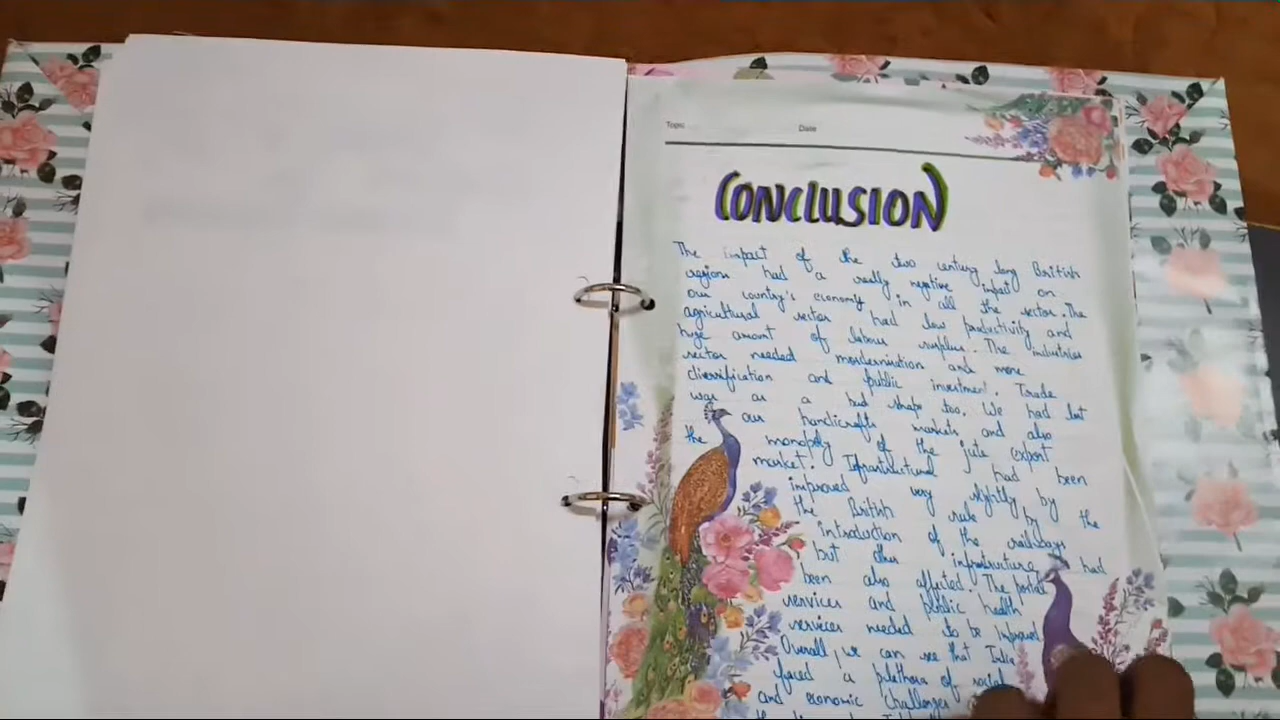 Topic
Date
CONCLUSION
The impact of the two century long British
regions had a really negative impat on
our country's economy in all the sector. The
agricultural sector had low productivity and
huge amount of labour surplus. The industries
sector needed mordernisation and more
diversification and public investment. Trade
was as a bad shape too. We had lost
our handicrafts markets and also
the monopoly of the jute export
market. Infrastructural had been
improved very slightly by
the British rule by the
introduction of the railways
but other infrastructure had
been also affected. The postal
services and public health
services needed to be improved
Overall, we can see that India
faced a plethora of social
and economic challenges